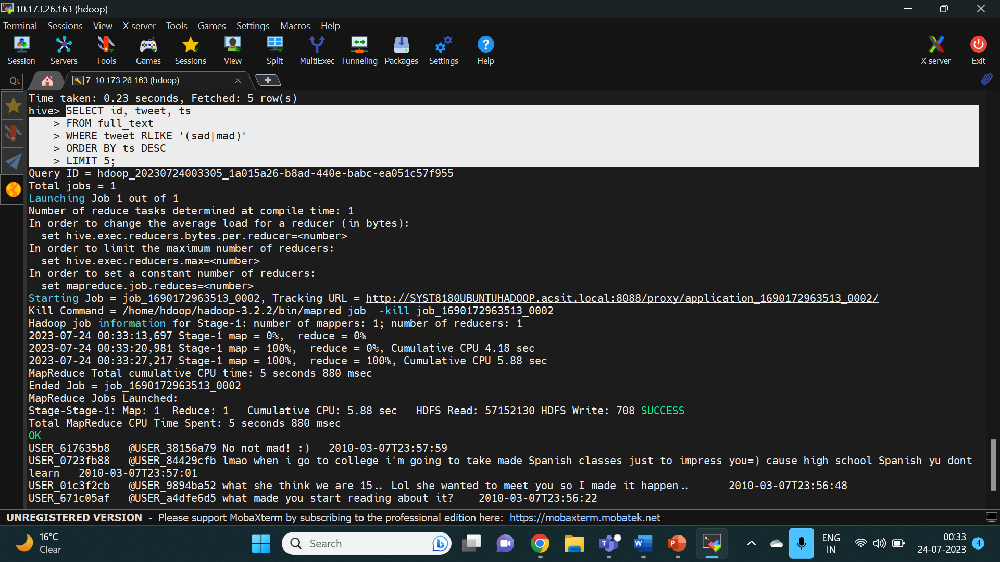 10.173.26.163 (hdoop)
Terminal Sessions View X server Tools Games Settings Macros Help
Session Servers Tools Games Sessions View Split MultiExec Tunneling Packages Settings Help X server Exit
7. 10.173.26.163 (hdoop)
Time taken: 0.23 seconds, Fetched: 5 row(s)
hive> SELECT id, tweet, ts
> FROM full_text
> WHERE tweet RLIKE '(sad|mad)'
> ORDER BY ts DESC
> LIMIT 5;
Query ID = hdoop_20230724003305_1a015a26-b8ad-440e-babc-ea051c57f955
Total jobs = 1
Launching Job 1 out of 1
Number of reduce tasks determined at compile time: 1
In order to change the average load for a reducer (in bytes):
set hive.exec.reducers.bytes.per.reducer=<number>
In order to limit the maximum number of reducers:
set hive.exec.reducers.max=<number>
In order to set a constant number of reducers:
set mapreduce.job.reduces=<number>
Starting Job = job_1690172963513_0002, Tracking URL = http://SYST8180UBUNTUHADOOP.acsit.local:8088/proxy/application_1690172963513_0002/
Kill Command = /home/hdoop/hadoop-3.2.2/bin/mapred job  -kill job_1690172963513_0002
Hadoop job information for Stage-1: number of mappers: 1; number of reducers: 1
2023-07-24 00:33:13,697 Stage-1 map = 0%,  reduce = 0%
2023-07-24 00:33:20,981 Stage-1 map = 100%,  reduce = 0%, Cumulative CPU 4.18 sec
2023-07-24 00:33:27,217 Stage-1 map = 100%,  reduce = 100%, Cumulative CPU 5.88 sec
MapReduce Total cumulative CPU time: 5 seconds 880 msec
Ended Job = job_1690172963513_0002
MapReduce Jobs Launched:
Stage-Stage-1: Map: 1  Reduce: 1   Cumulative CPU: 5.88 sec   HDFS Read: 57152130 HDFS Write: 708 SUCCESS
Total MapReduce CPU Time Spent: 5 seconds 880 msec
OK
USER_617635b8   @USER_38156a79 No not mad! :)   2010-03-07T23:57:59
USER_0723fb88   @USER_84429cfb lmao when i go to college i'm going to take made Spanish classes just to impress you=) cause high school Spanish yu dont
learn   2010-03-07T23:57:01
USER_01c3f2cb   @USER_9894ba52 what she think we are 15.. Lol she wanted to meet you so I made it happen..   2010-03-07T23:56:48
USER_671c05af   @USER_a4dfe6d5 what made you start reading about it?    2010-03-07T23:56:22
UNREGISTERED VERSION - Please support MobaXterm by subscribing to the professional edition here: https://mobaxterm.mobatek.net
16°C
Clear
Search
ENG
IN
00:33
24-07-2023
4